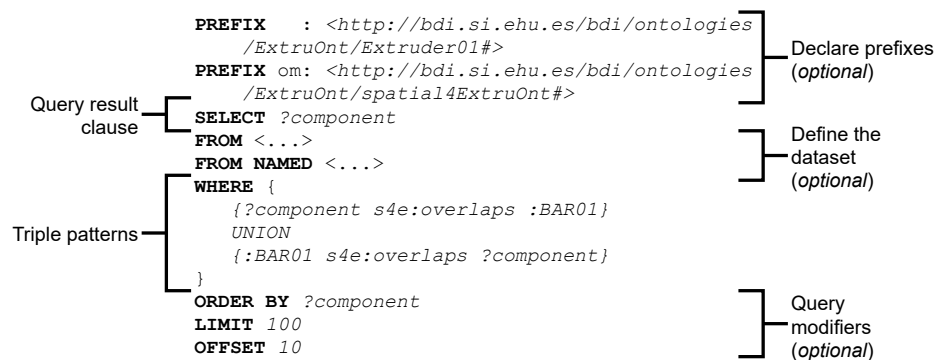 PREFIX : <http://bdi.si.ehu.es/bdi/ontologies
/ExtruOnt/Extruder01#>
PREFIX om: <http://bdi.si.ehu.es/bdi/ontologies
/ExtruOnt/spatial4ExtruOnt#>
Declare prefixes
(optional)
Query result
clause
SELECT ?component
FROM <...>
FROM NAMED <...>
Define the
dataset
(optional)
Triple patterns
WHERE {
{?component s4e:overlaps :BAR01}
UNION
{:BAR01 s4e:overlaps ?component}
}
ORDER BY ?component
LIMIT 100
OFFSET 10
Query
modifiers
(optional)